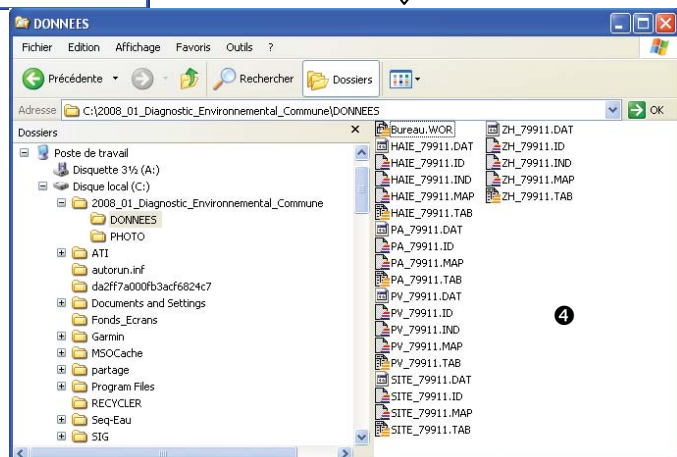 DONNEES
Fichier Edition Affichage Favoris Outils ?
Précédente Rechercher Dossiers
Adresse C:\2008_01_Diagnostic_Environnemental_Commune\DONNEES OK
Dossiers
Poste de travail
Disquette 3½ (A:)
Disque local (C:)
2008_01_Diagnostic_Environnemental_Commune
DONNEES
PHOTO
ATI
autorun.inf
da2ff7a000fb3acf6824c7
Documents and Settings
Fonds_Ecrans
Garmin
MSOCache
partage
Program Files
RECYCLER
Seq-Eau
SIG
Bureau.WOR
HAIE_79911.DAT
HAIE_79911.ID
HAIE_79911.IND
HAIE_79911.MAP
HAIE_79911.TAB
PA_79911.DAT
PA_79911.ID
PA_79911.MAP
PA_79911.TAB
PV_79911.DAT
PV_79911.ID
PV_79911.IND
PV_79911.MAP
PV_79911.TAB
SITE_79911.DAT
SITE_79911.ID
SITE_79911.MAP
SITE_79911.TAB
ZH_79911.DAT
ZH_79911.ID
ZH_79911.IND
ZH_79911.MAP
ZH_79911.TAB
❹